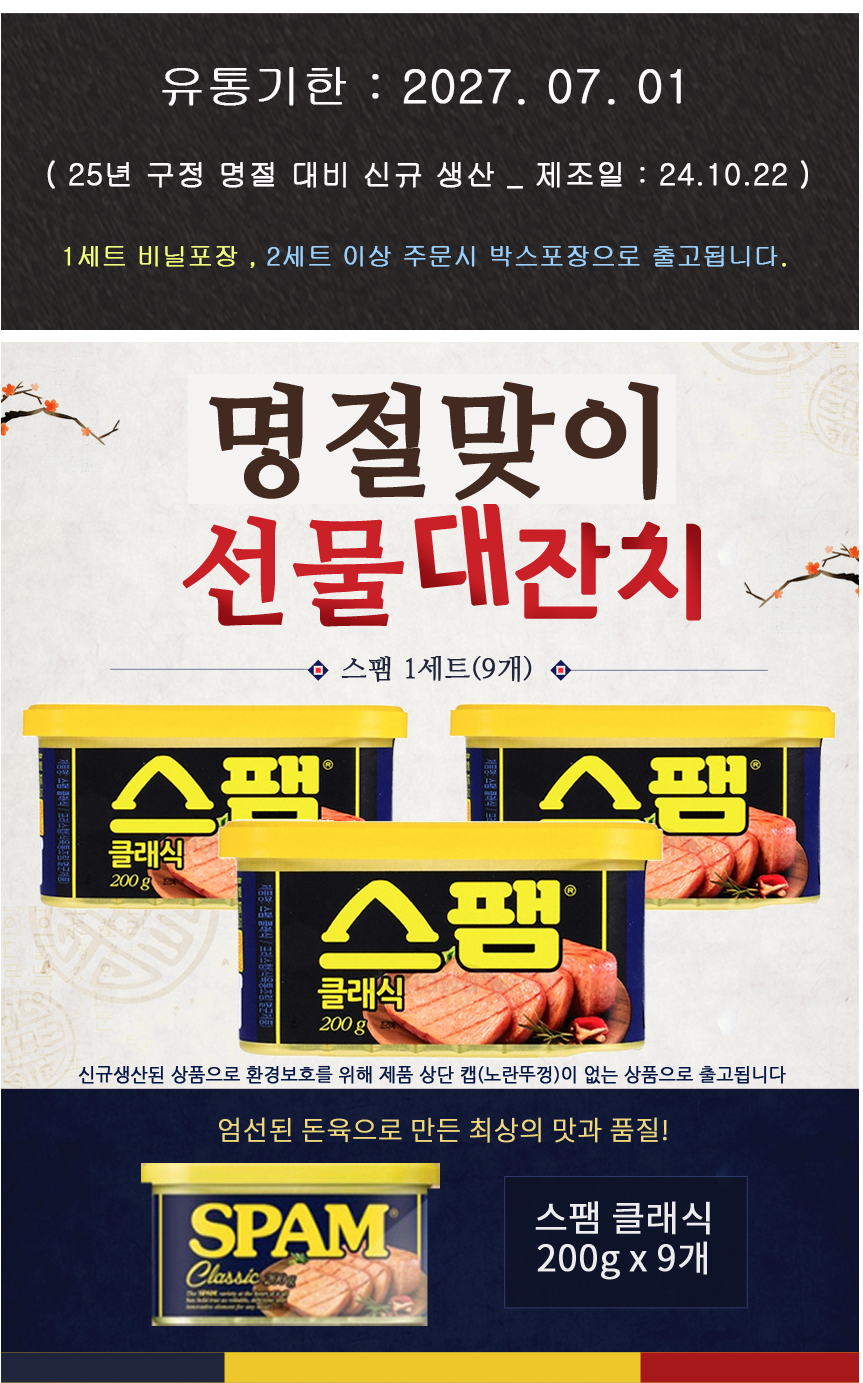 유통기한 : 2027. 07. 01
( 25년 구정 명절 대비 신규 생산 _ 제조일 : 24.10.22 )
1세트 비닐포장 , 2세트 이상 주문시 박스포장으로 출고됩니다.
명절맞이
선물대잔치
스팸 1세트(9개)
스팸®
클래식
200 g
스팸®
스팸®
클래식
200 g
신규생산된 상품으로 환경보호를 위해 제품 상단 캡(노란뚜껑)이 없는 상품으로 출고됩니다
엄선된 돈육으로 만든 최상의 맛과 품질!
SPAM®
Classic
스팸 클래식
200g x 9개